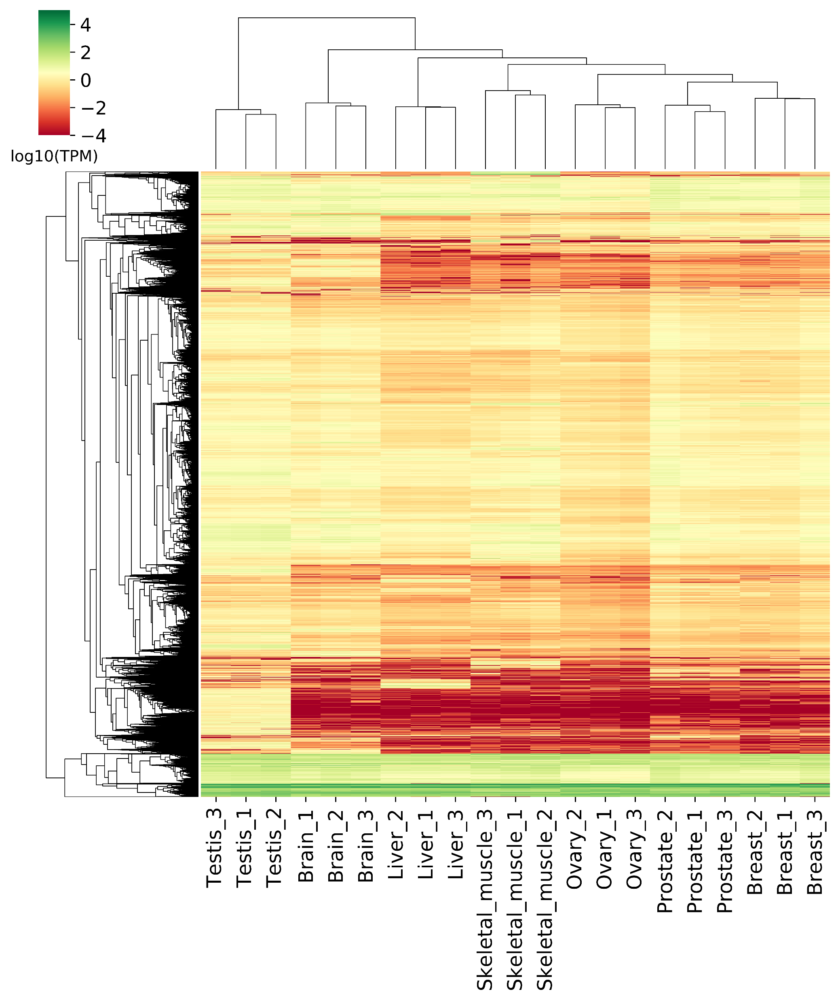 4
2
0
−2
−4
log10(TPM)
Testis_3
Testis_1
Testis_2
Brain_1
Brain_2
Brain_3
Liver_2
Liver_1
Liver_3
Skeletal_muscle_3
Skeletal_muscle_1
Skeletal_muscle_2
Ovary_2
Ovary_1
Ovary_3
Prostate_2
Prostate_1
Prostate_3
Breast_2
Breast_1
Breast_3